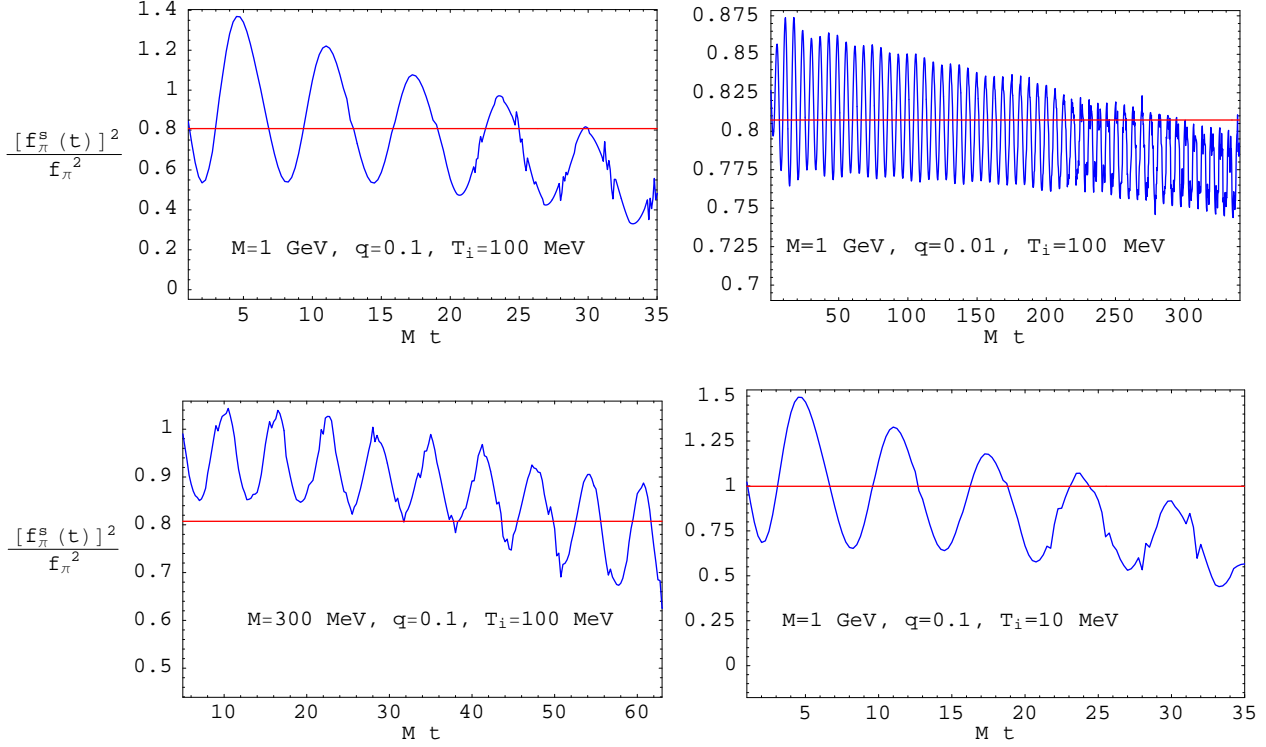 1.4
1.2
1
0.8
0.6
0.4
0.2
0
[f_π^s (t)]^2
f_π^2
M=1 GeV, q=0.1, T_i=100 MeV
5 10 15 20 25 30 35
M t
0.875
0.85
0.825
0.8
0.775
0.75
0.725
0.7
M=1 GeV, q=0.01, T_i=100 MeV
50 100 150 200 250 300
M t
1
0.9
0.8
0.7
0.6
0.5
[f_π^s (t)]^2
f_π^2
M=300 MeV, q=0.1, T_i=100 MeV
10 20 30 40 50 60
M t
1.5
1.25
1
0.75
0.5
0.25
0
M=1 GeV, q=0.1, T_i=10 MeV
5 10 15 20 25 30 35
M t